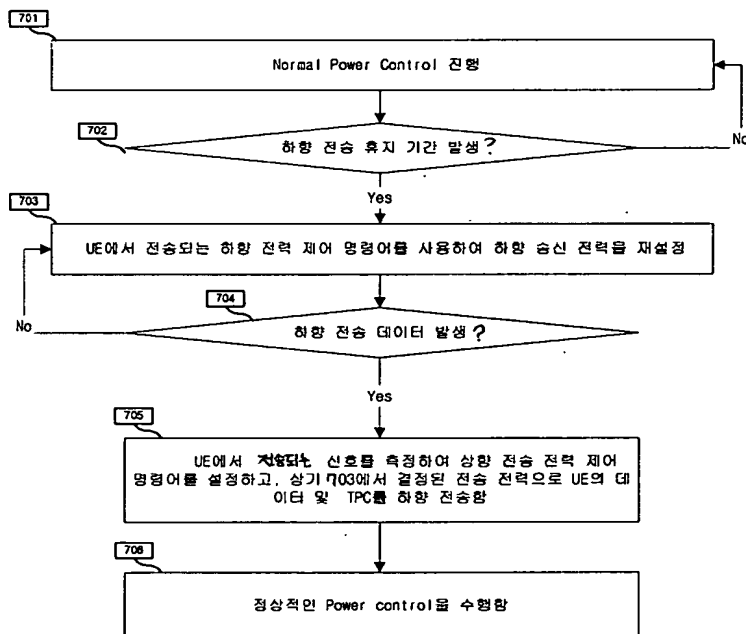 701
Normal Power Control 진행
No
702
하향 전송 휴지 기간 발생?
Yes
703
UE에서 전송되는 하향 전력 제어 명령어를 사용하여 하향 송신 전력을 재설정
704
No
하향 전송 데이터 발생?
Yes
705
UE에서 전송되는 신호를 측정하여 상향 전송 전력 제어
명령어를 설정하고, 상기 703에서 결정된 전송 전력으로 UE의 데
이터 및 TPC를 하향 전송함
706
정상적인 Power control을 수행함